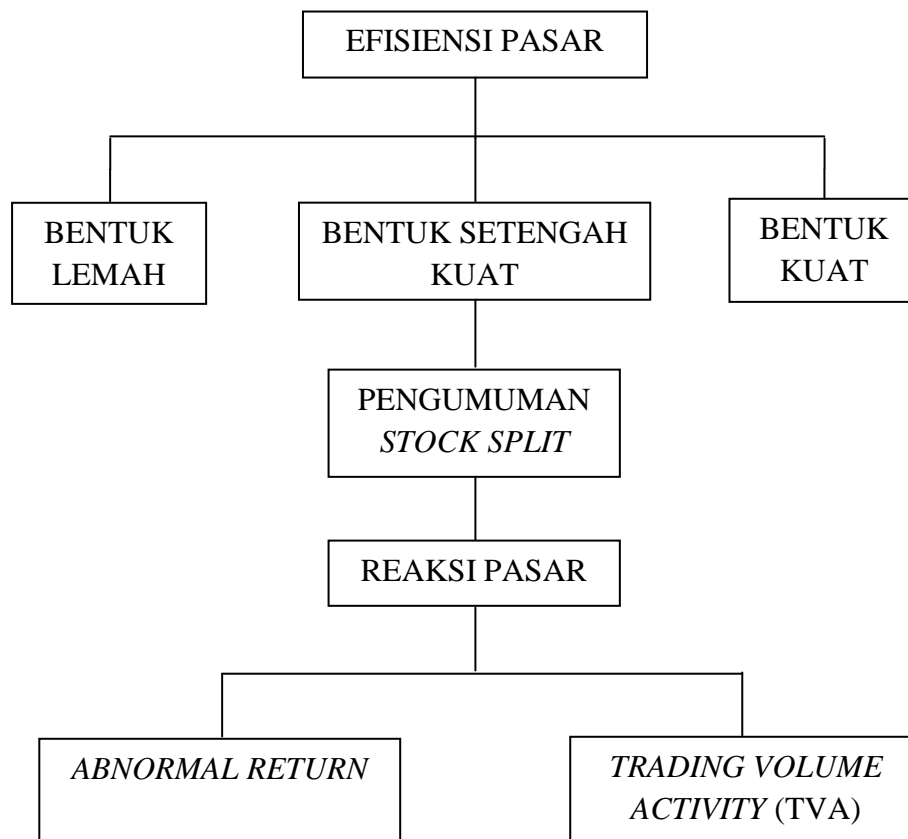 EFISIENSI PASAR
BENTUK
LEMAH
BENTUK SETENGAH
KUAT
BENTUK
KUAT
PENGUMUMAN
STOCK SPLIT
REAKSI PASAR
ABNORMAL RETURN
TRADING VOLUME
ACTIVITY (TVA)